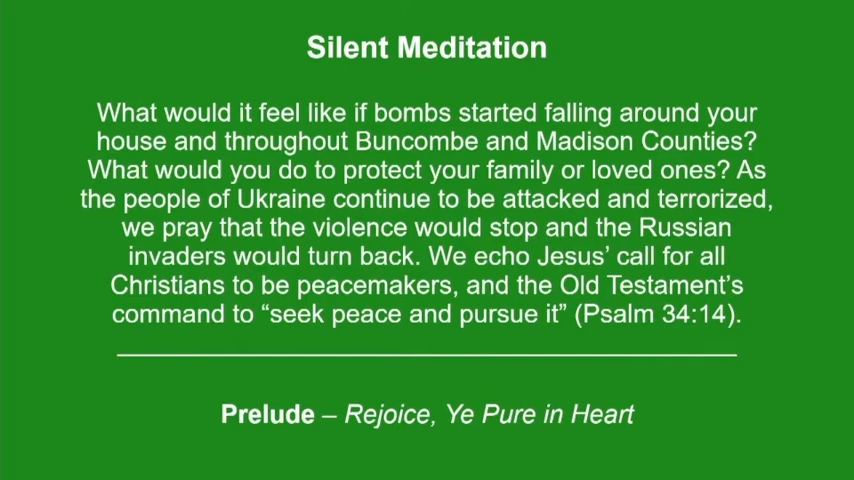 Silent Meditation
What would it feel like if bombs started falling around your
house and throughout Buncombe and Madison Counties?
What would you do to protect your family or loved ones? As
the people of Ukraine continue to be attacked and terrorized,
we pray that the violence would stop and the Russian
invaders would turn back. We echo Jesus’ call for all
Christians to be peacemakers, and the Old Testament’s
command to “seek peace and pursue it” (Psalm 34:14).
Prelude – Rejoice, Ye Pure in Heart